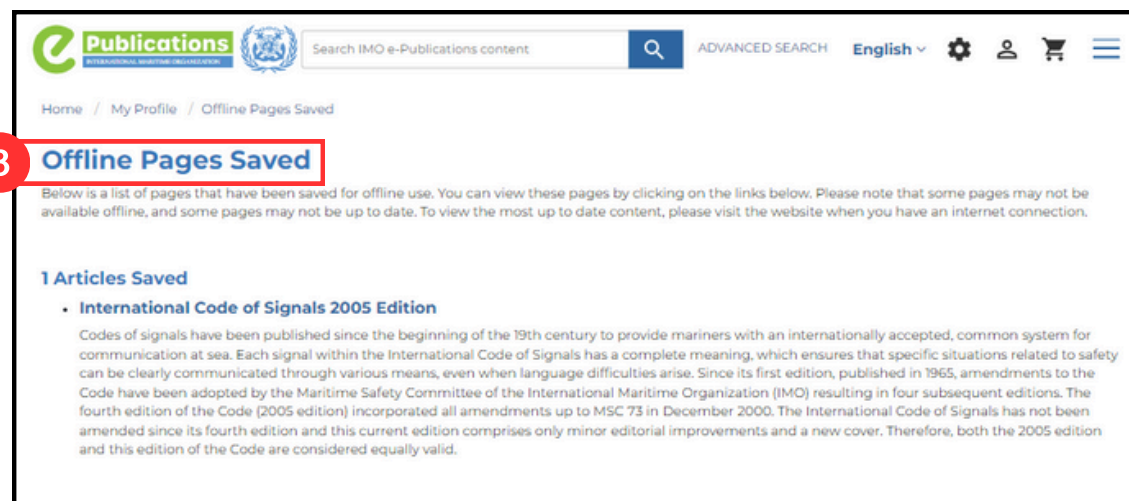 e Publications
INTERNATIONAL MARITIME ORGANIZATION
Search IMO e-Publications content
ADVANCED SEARCH
English
Home / My Profile / Offline Pages Saved
3
Offline Pages Saved
Below is a list of pages that have been saved for offline use. You can view these pages by clicking on the links below. Please note that some pages may not be
available offline, and some pages may not be up to date. To view the most up to date content, please visit the website when you have an internet connection.
1 Articles Saved
• International Code of Signals 2005 Edition
Codes of signals have been published since the beginning of the 19th century to provide mariners with an internationally accepted, common system for
communication at sea. Each signal within the International Code of Signals has a complete meaning, which ensures that specific situations related to safety
can be clearly communicated through various means, even when language difficulties arise. Since its first edition, published in 1965, amendments to the
Code have been adopted by the Maritime Safety Committee of the International Maritime Organization (IMO) resulting in four subsequent editions. The
fourth edition of the Code (2005 edition) incorporated all amendments up to MSC 73 in December 2000. The International Code of Signals has not been
amended since its fourth edition and this current edition comprises only minor editorial improvements and a new cover. Therefore, both the 2005 edition
and this edition of the Code are considered equally valid.